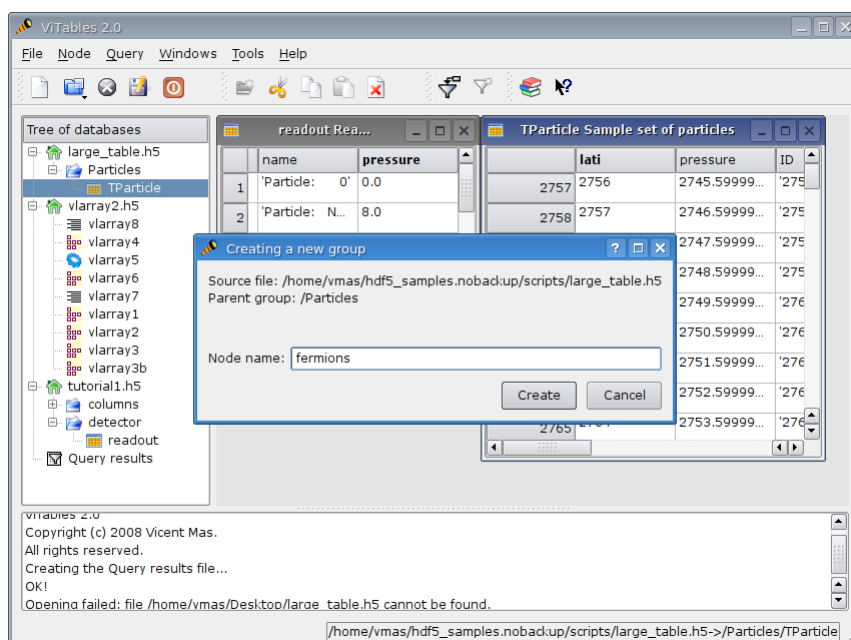 ViTables 2.0
File Node Query Windows Tools Help
Tree of databases
large_table.h5
Particles
TParticle
vlarray2.h5
vlarray8
vlarray4
vlarray5
vlarray6
vlarray7
vlarray1
vlarray2
vlarray3
vlarray3b
tutorial1.h5
columns
detector
readout
Query results
readout Rea...
name pressure
1 'Particle: 0' 0.0
2 'Particle: N... 8.0
TParticle Sample set of particles
lati pressure ID
2757 2756 2745.59999... '275
2758 2757 2746.59999... '275
2747.59999... '275
2748.59999... '275
2749.59999... '276
2750.59999... '276
2751.59999... '276
2752.59999... '276
2765 2753.59999... '276
Creating a new group
Source file: /home/vmas/hdf5_samples.nobackup/scripts/large_table.h5
Parent group: /Particles
Node name: fermions
Create Cancel
ViTables 2.0
Copyright (c) 2008 Vicent Mas.
All rights reserved.
Creating the Query results file...
OK!
Opening failed: file /home/vmas/Desktop/large_table.h5 cannot be found.
/home/vmas/hdf5_samples.nobackup/scripts/large_table.h5->/Particles/TParticle